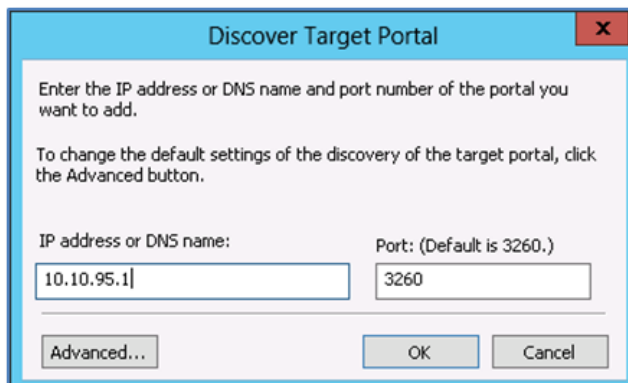 Discover Target Portal
x
Enter the IP address or DNS name and port number of the portal you
want to add.
To change the default settings of the discovery of the target portal, click
the Advanced button.
IP address or DNS name:
Port: (Default is 3260.)
10.10.95.1
3260
Advanced...
OK
Cancel